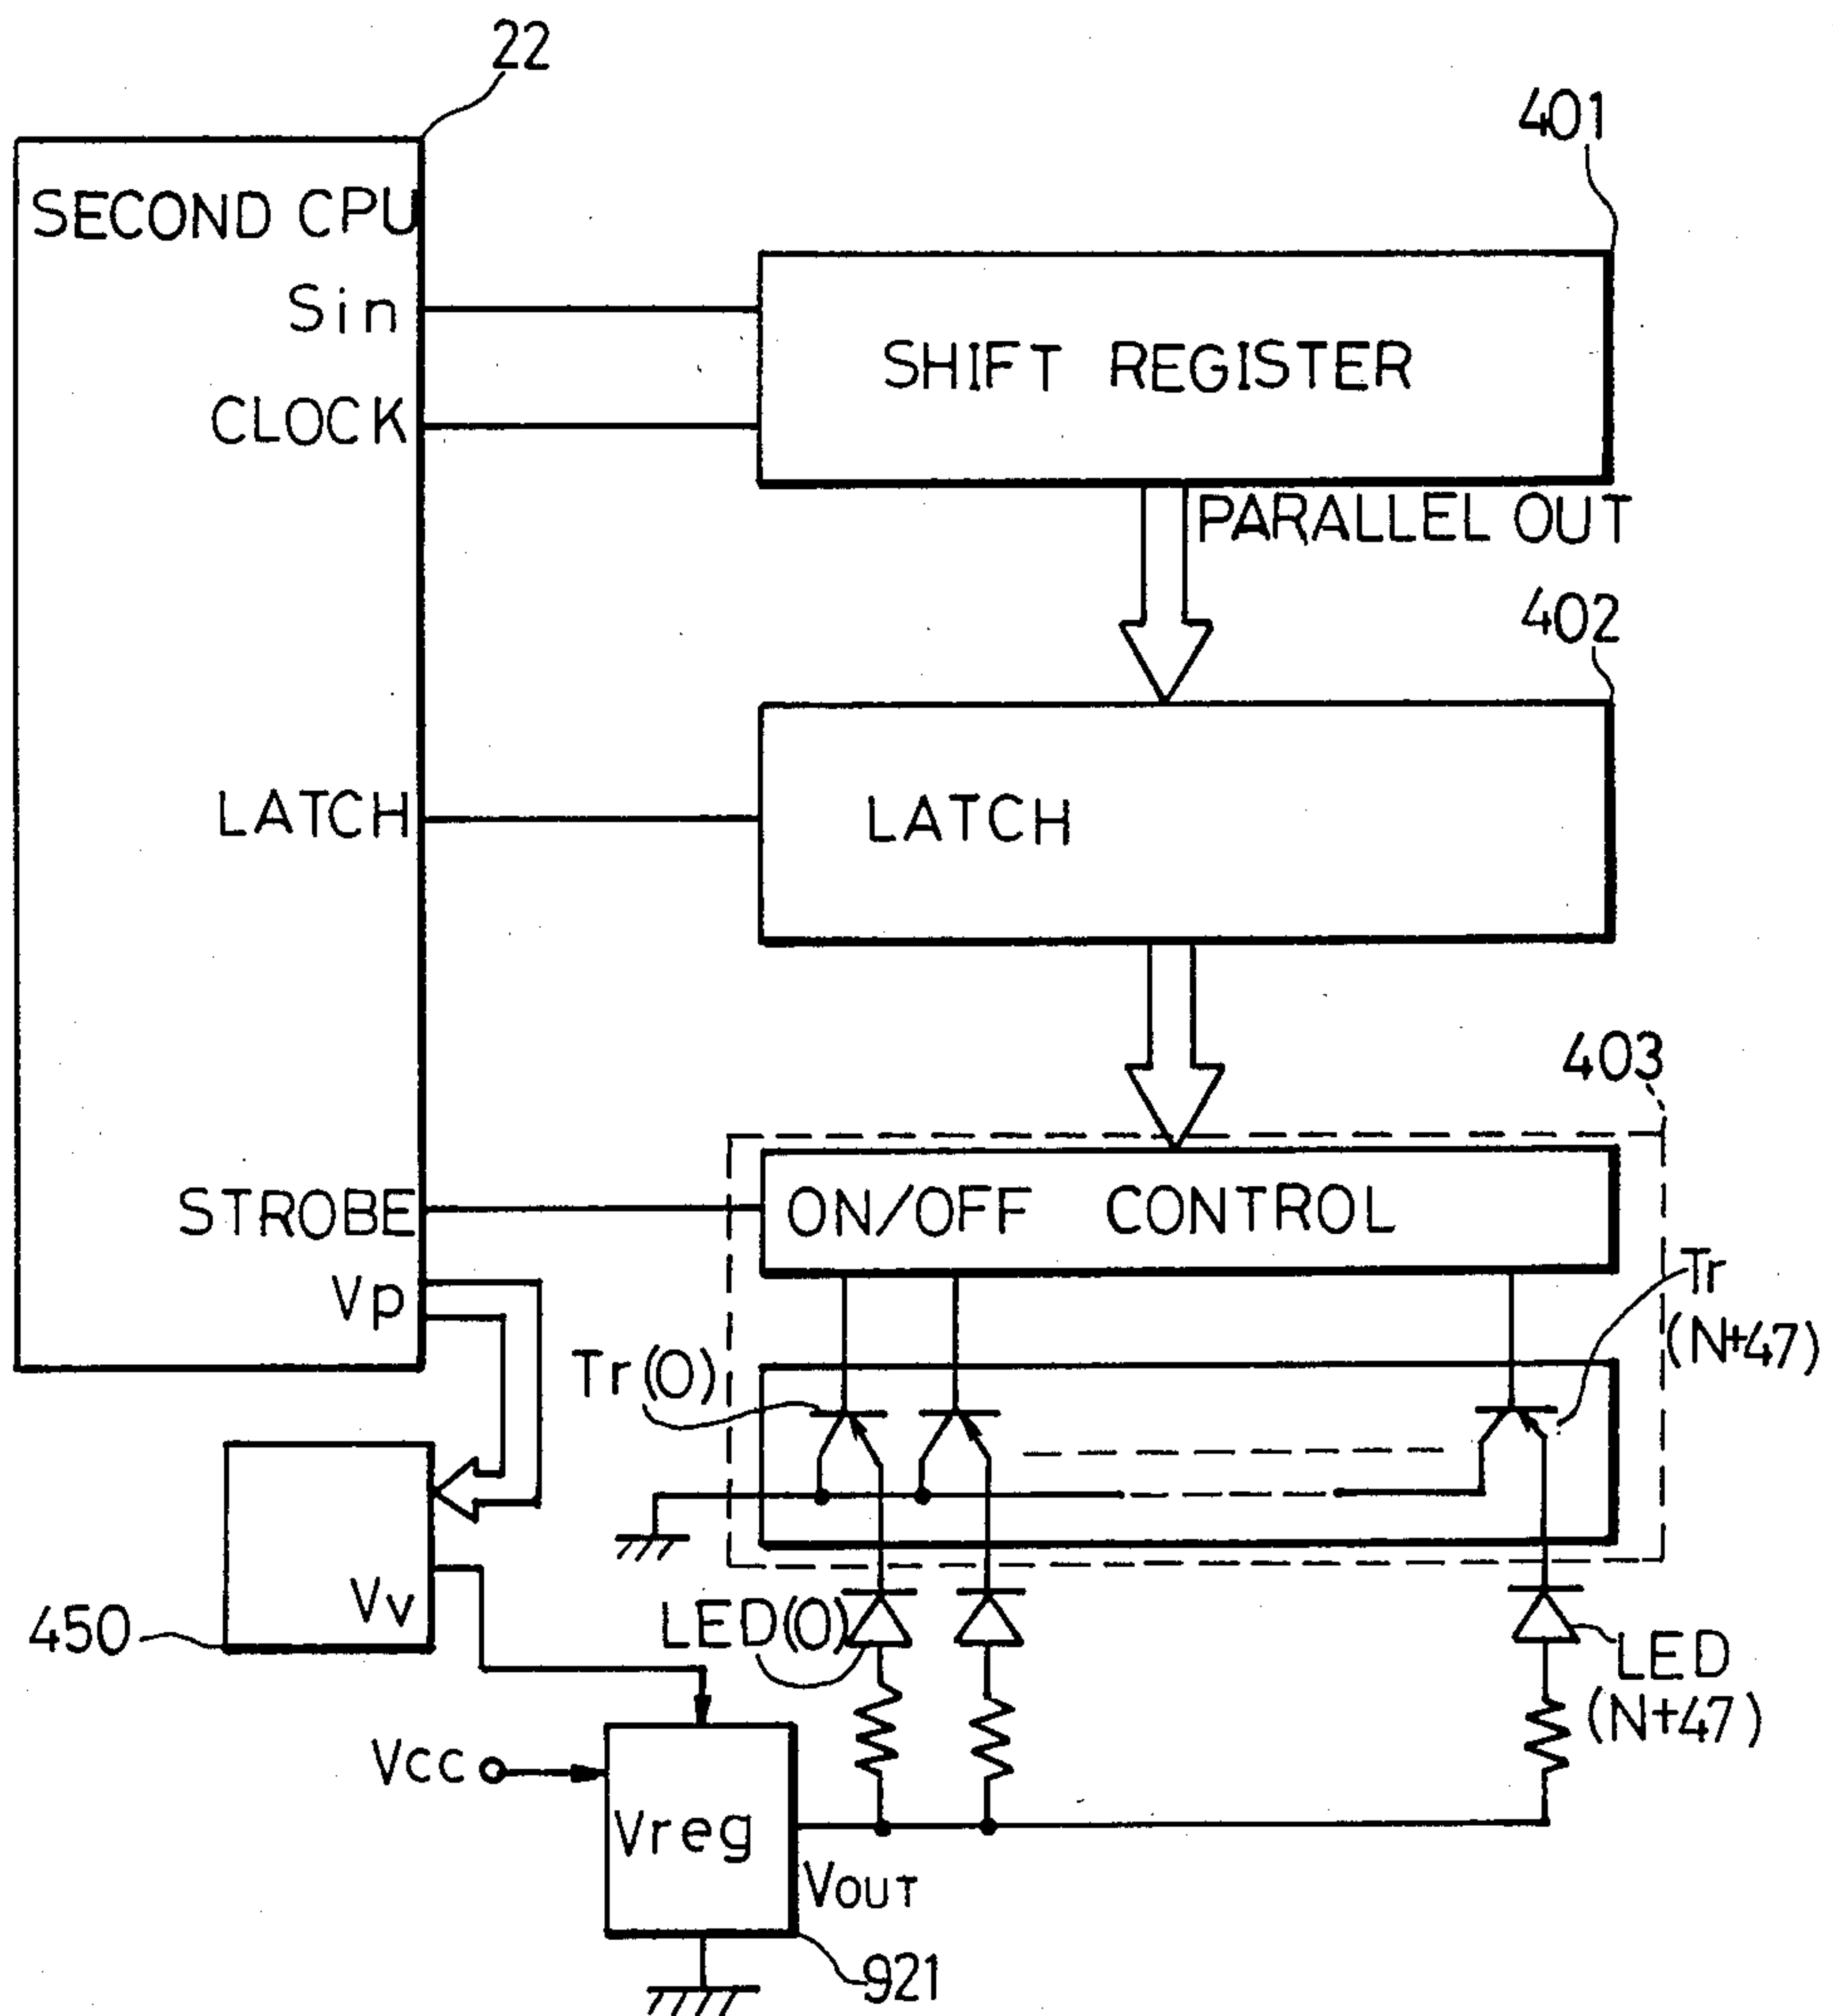 22
401
SECOND CPU
Sin
SHIFT REGISTER
CLOCK
PARALLEL OUT
402
LATCH
LATCH
403
STROBE
ON/OFF CONTROL
Vp
Tr
(N+47)
Tr(0)
Vv
450
LED(0)
LED
(N+47)
Vcc
Vreg
VOUT
921